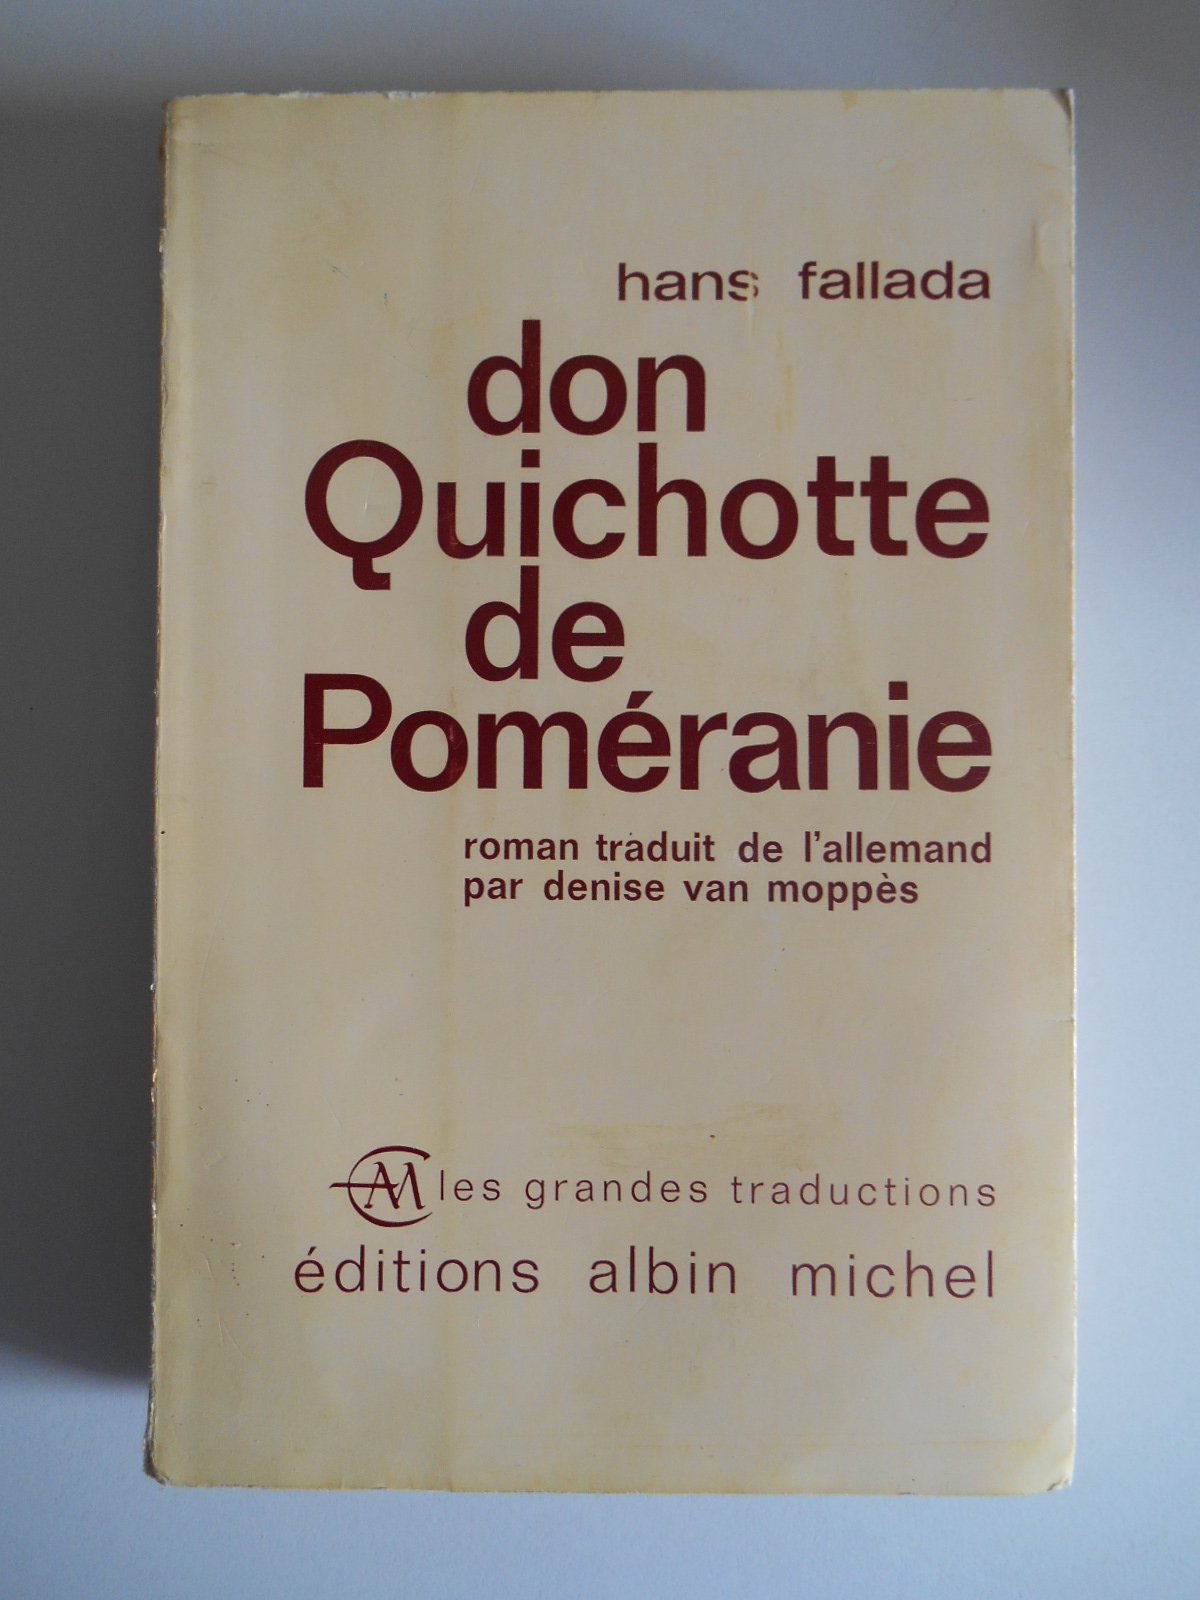 hans fallada
don
Quichotte
de
Poméranie
roman traduit de l'allemand
par denise van moppès
AM les grandes traductions
éditions albin michel